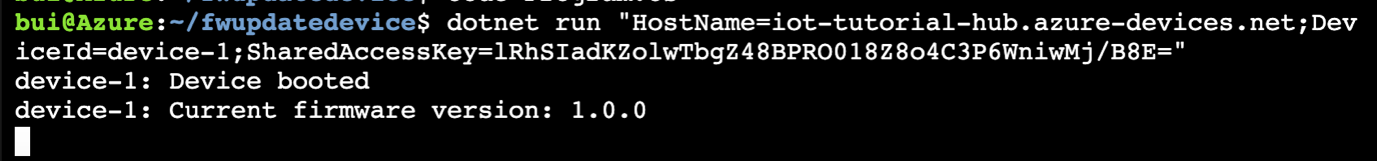 bui@Azure:~/fwupdatedevice$ dotnet run "HostName=iot-tutorial-hub.azure-devices.net;Dev
iceId=device-1;SharedAccessKey=lRhSIadKZolwTbgZ48BPRO018Z8o4C3P6WniwMj/B8E="
device-1: Device booted
device-1: Current firmware version: 1.0.0